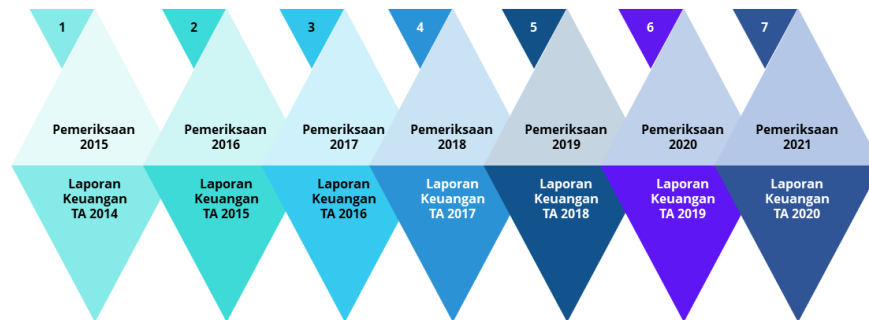 1
Pemeriksaan
2015
Laporan
Keuangan
TA 2014
2
Pemeriksaan
2016
Laporan
Keuangan
TA 2015
3
Pemeriksaan
2017
Laporan
Keuangan
TA 2016
4
Pemeriksaan
2018
Laporan
Keuangan
TA 2017
5
Pemeriksaan
2019
Laporan
Keuangan
TA 2018
6
Pemeriksaan
2020
Laporan
Keuangan
TA 2019
7
Pemeriksaan
2021
Laporan
Keuangan
TA 2020